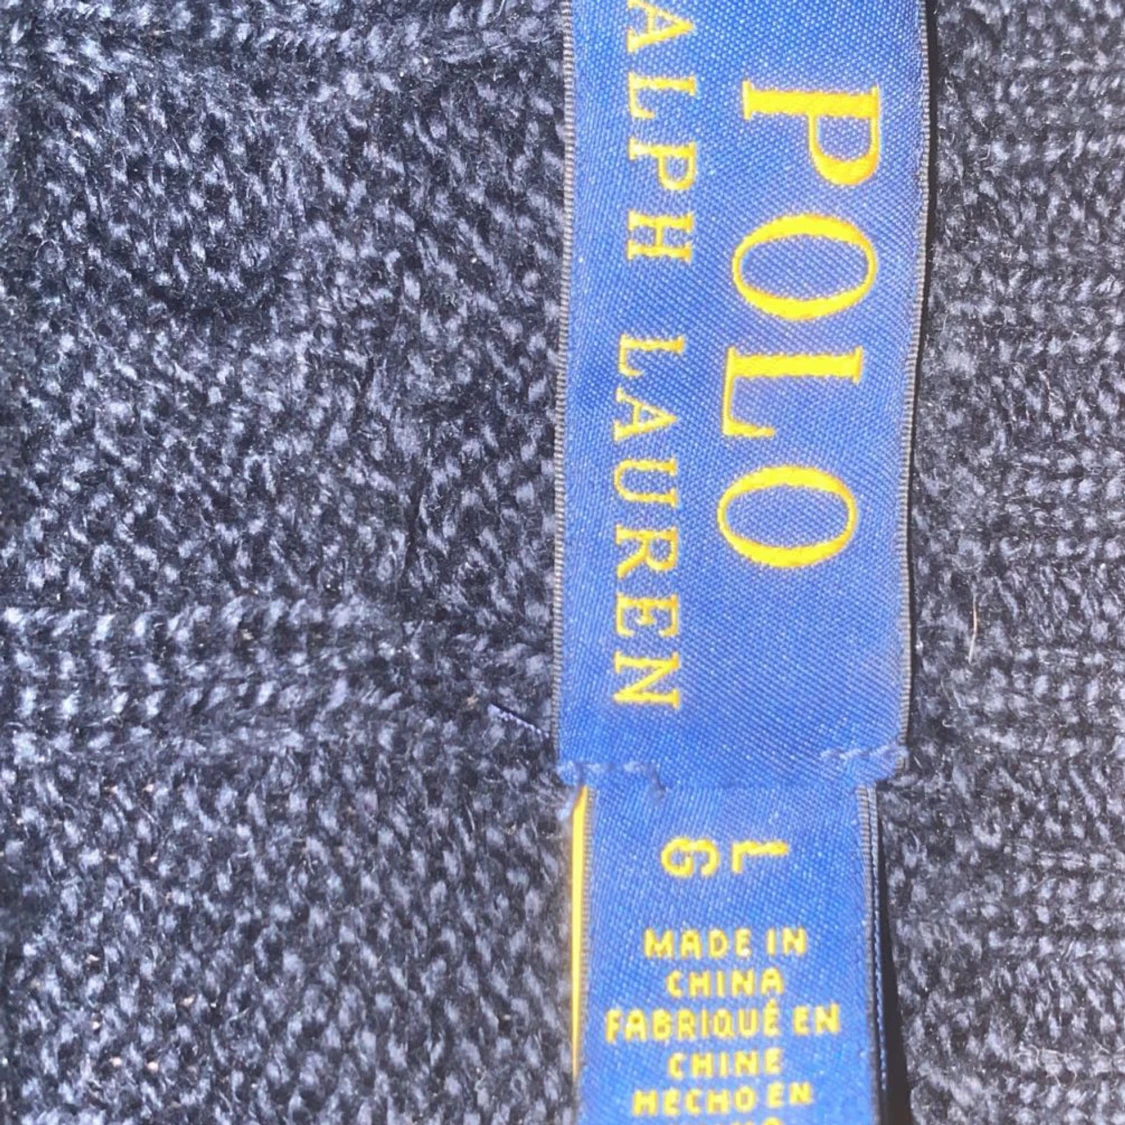 POLO
ALPH LAUREN
L
G
MADE IN
CHINA
FABRIQUÉ EN
CHINE
HECHO EN